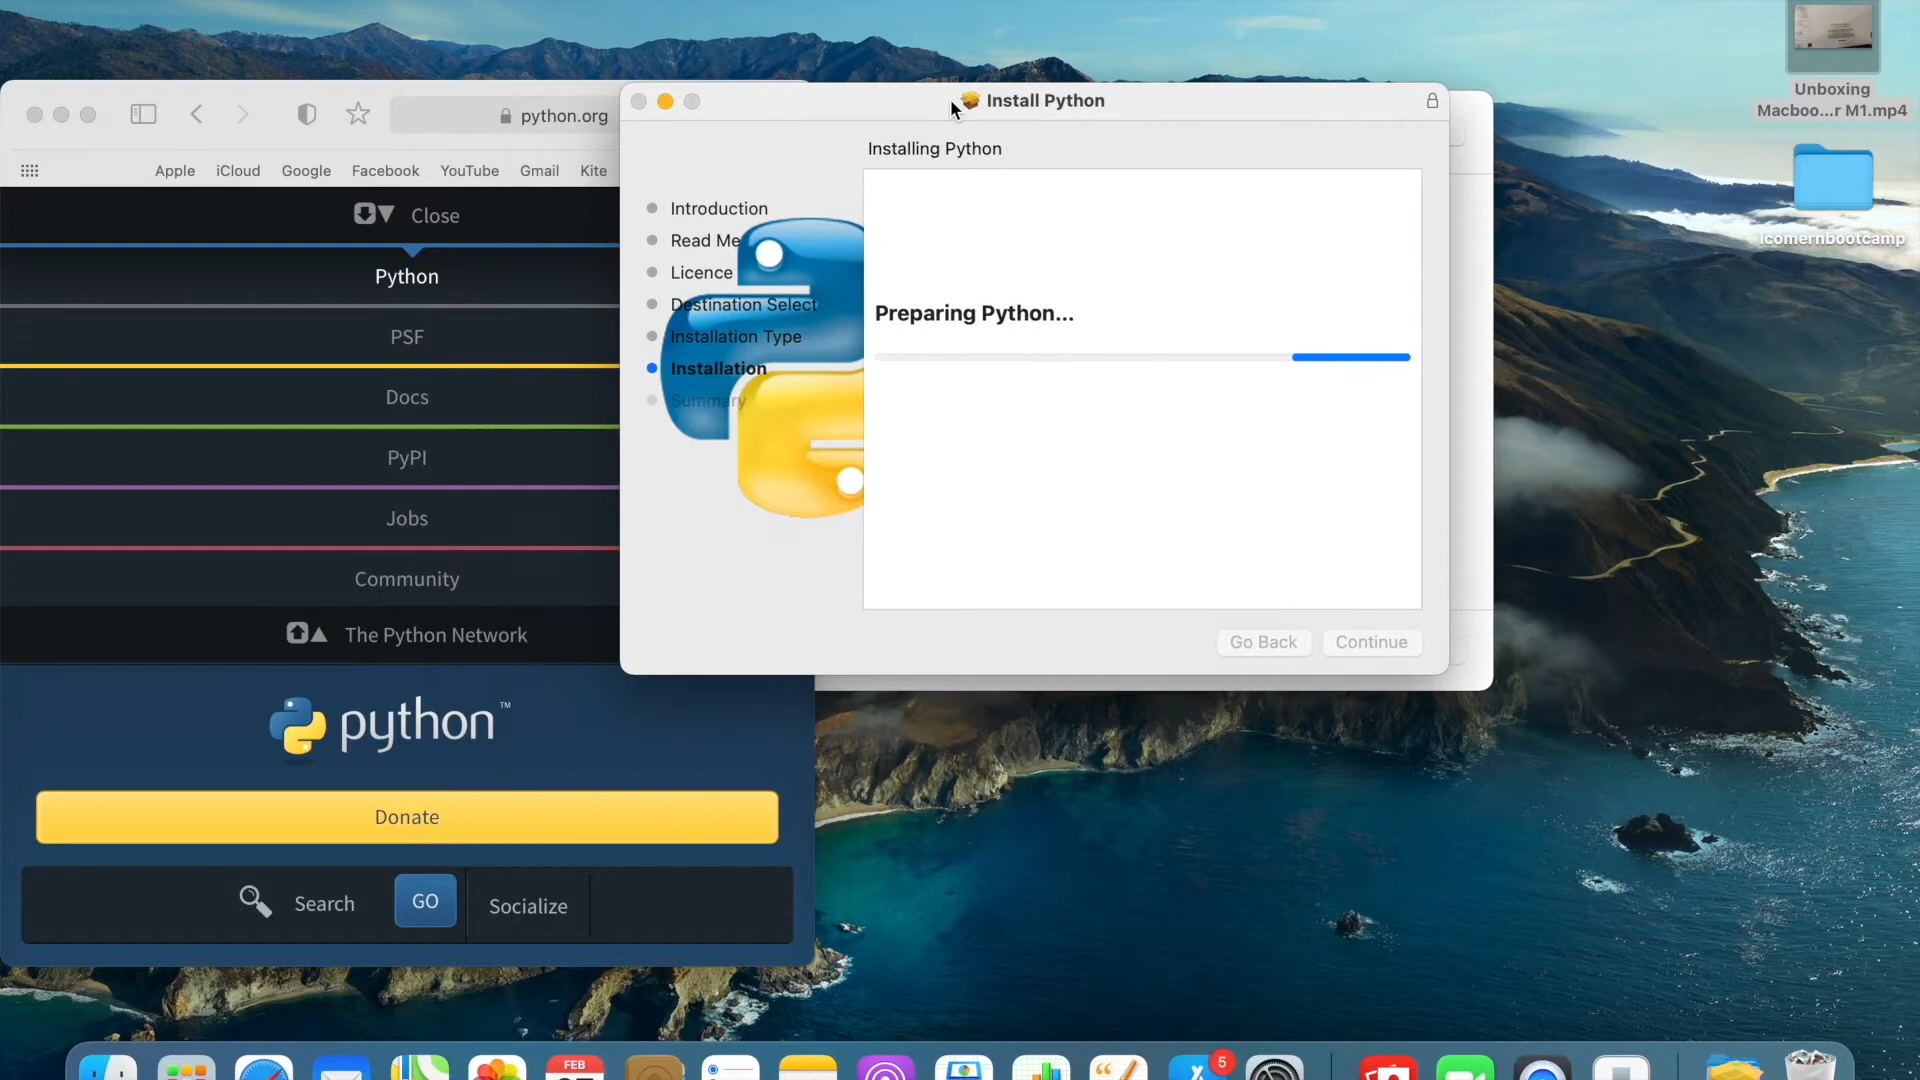 Unboxing
Macboo...r M1.mp4
lcomernbootcamp
python.org
Apple iCloud Google Facebook YouTube Gmail Kite
Close
Python
PSF
Docs
PyPI
Jobs
Community
The Python Network
python™
Donate
Search GO Socialize
Install Python
Installing Python
Introduction
Read Me
Licence
Destination Select
Installation Type
Installation
Summary
Preparing Python...
Go Back Continue
FEB
5